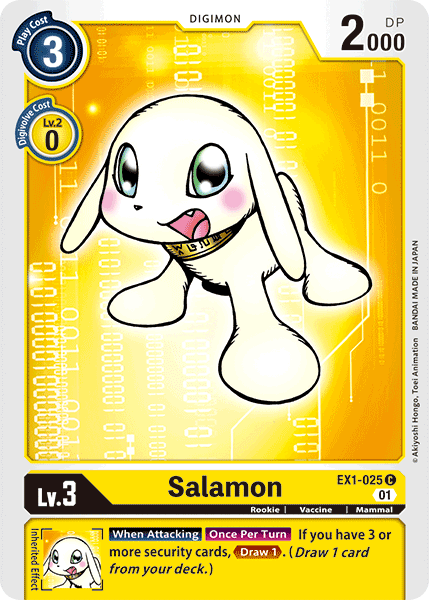 Play Cost
3
DIGIMON
DP
2000
Digivolve Cost
Lv.2
0
© Akiyoshi Hongo, Toei Animation BANDAI MADE IN JAPAN
Lv.3
Salamon
EX1-025 C
01
Rookie | Vaccine | Mammal
Inherited Effect
When Attacking Once Per Turn If you have 3 or
more security cards, Draw 1. (Draw 1 card
from your deck.)